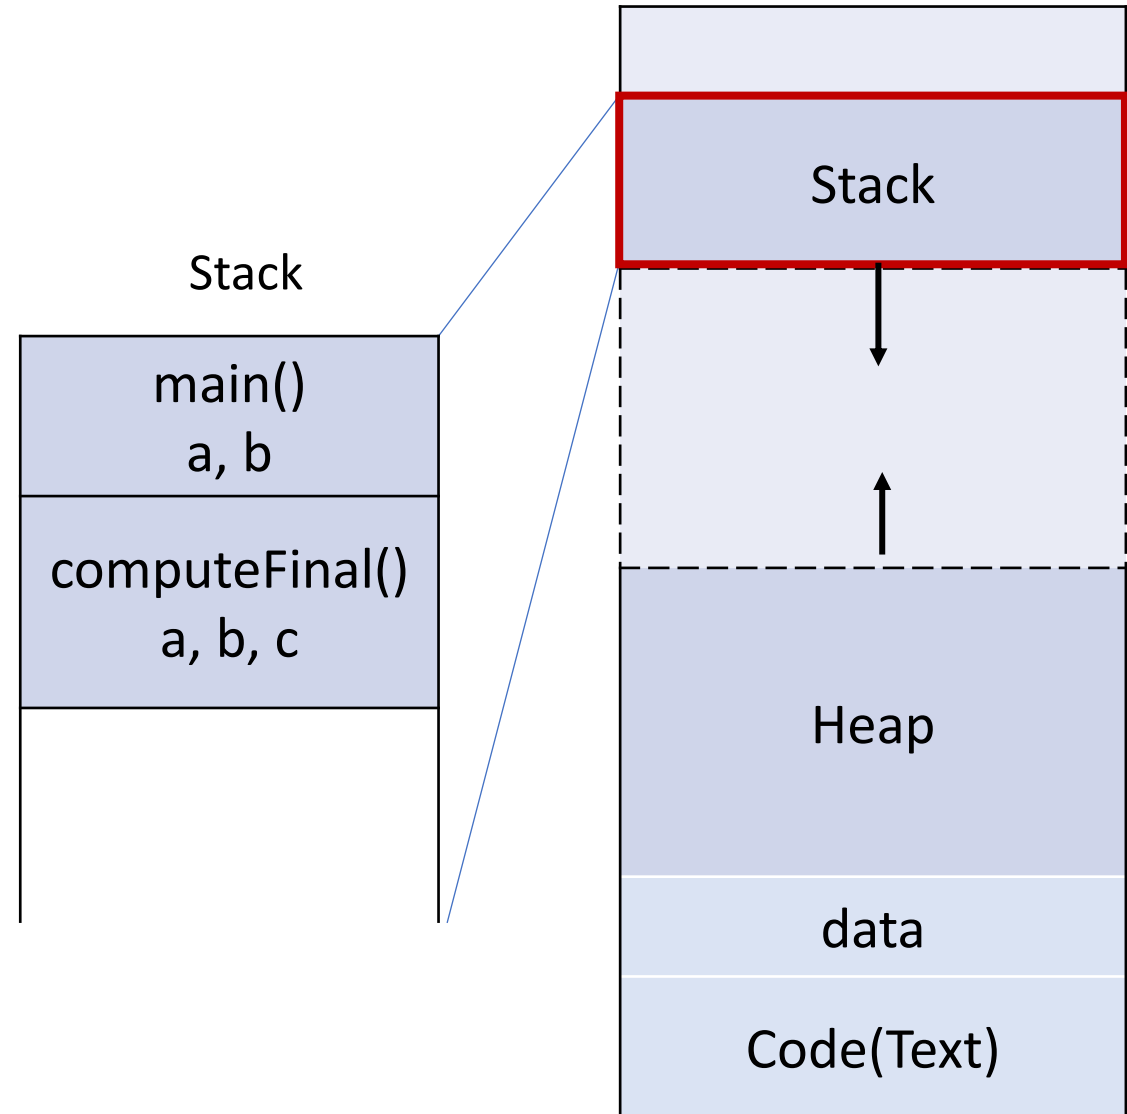 Stack
main()
a, b
computeFinal()
a, b, c
Stack
Heap
data
Code(Text)